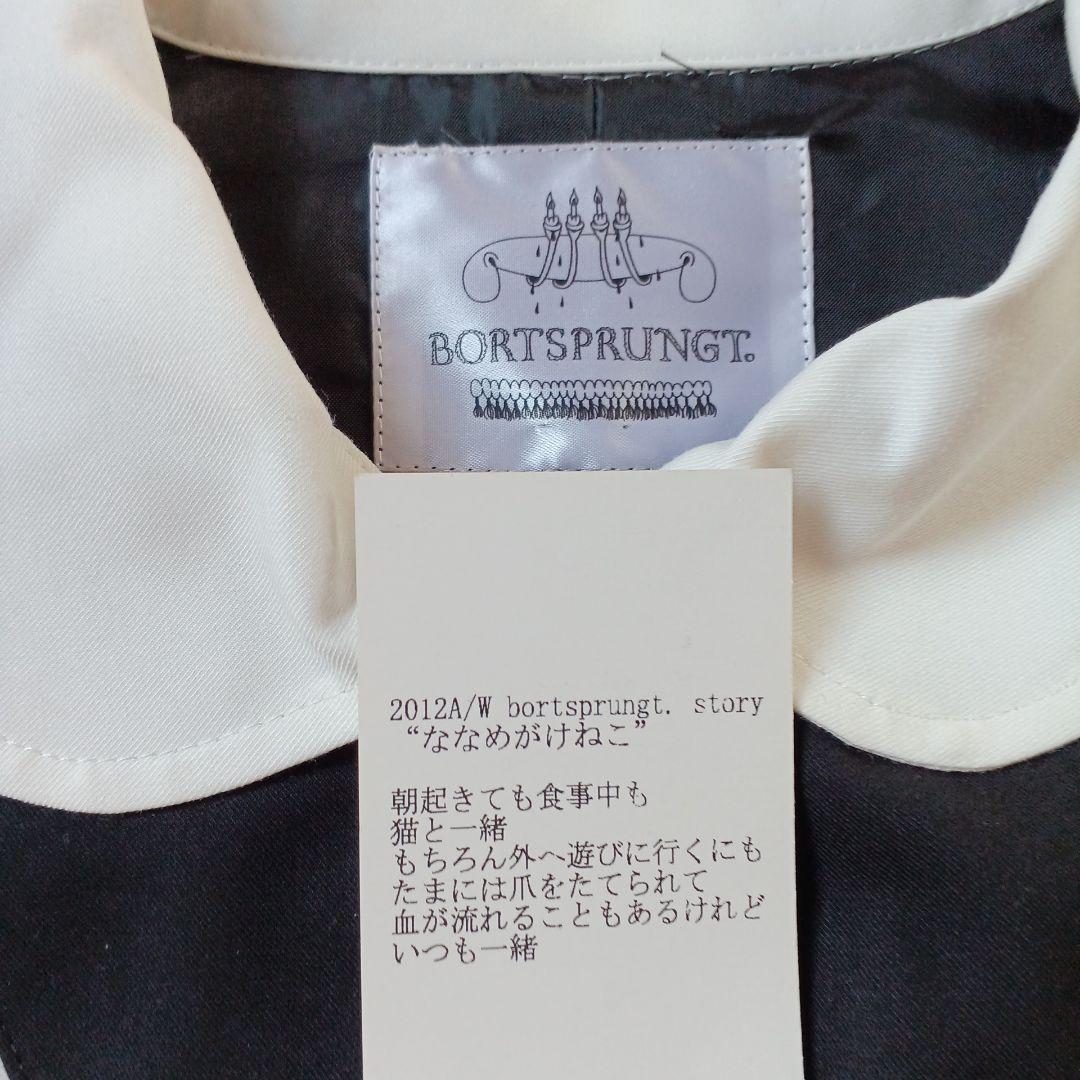 BORTSPRUNGT.
2012A/W bortsprungt. story
“ななめがけねこ”
朝起きても食事中も
猫と一緒
もちろん外へ遊びに行くにも
たまには爪をたてられて
血が流れることもあるけれど
いつも一緒